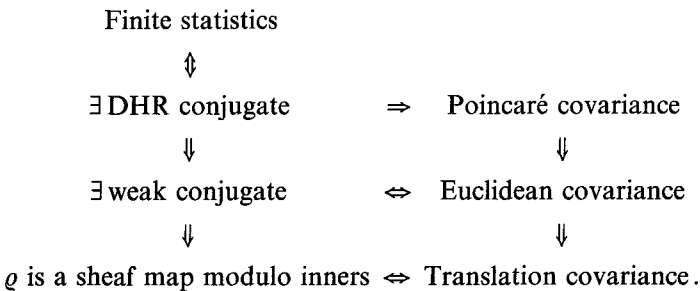 Finite statistics
⇕
∃ DHR conjugate ⇒ Poincaré covariance
⇓ ⇓
∃ weak conjugate ⇔ Euclidean covariance
⇓ ⇓
ϱ is a sheaf map modulo inners ⇔ Translation covariance.